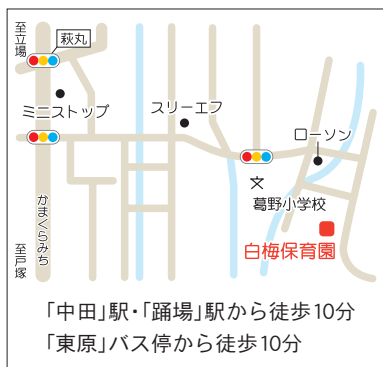 至立場
萩丸
ミニストップ
スリーエフ
ローソン
文
葛野小学校
かまくらみち
白梅保育園
至戸塚
「中田」駅・「踊場」駅から徒歩10分
「東原」バス停から徒歩10分